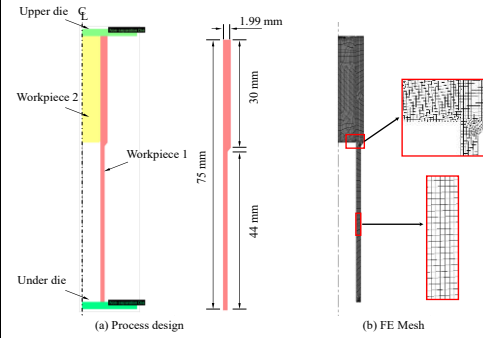 Upper die
C
L
1.99 mm
30 mm
Workpiece 2
Workpiece 1
75 mm
44 mm
Under die
(a) Process design
(b) FE Mesh